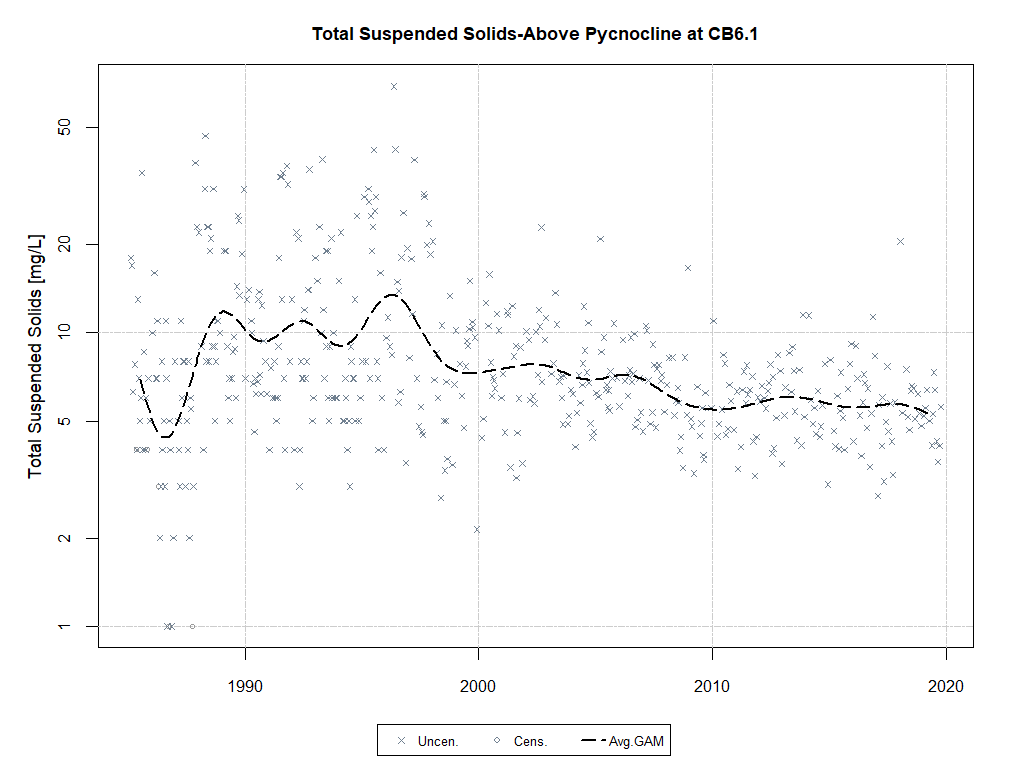 Total Suspended Solids-Above Pycnocline at CB6.1
Total Suspended Solids [mg/L]
50
20
10
5
2
1
1990 2000 2010 2020
Uncen. Cens. Avg.GAM